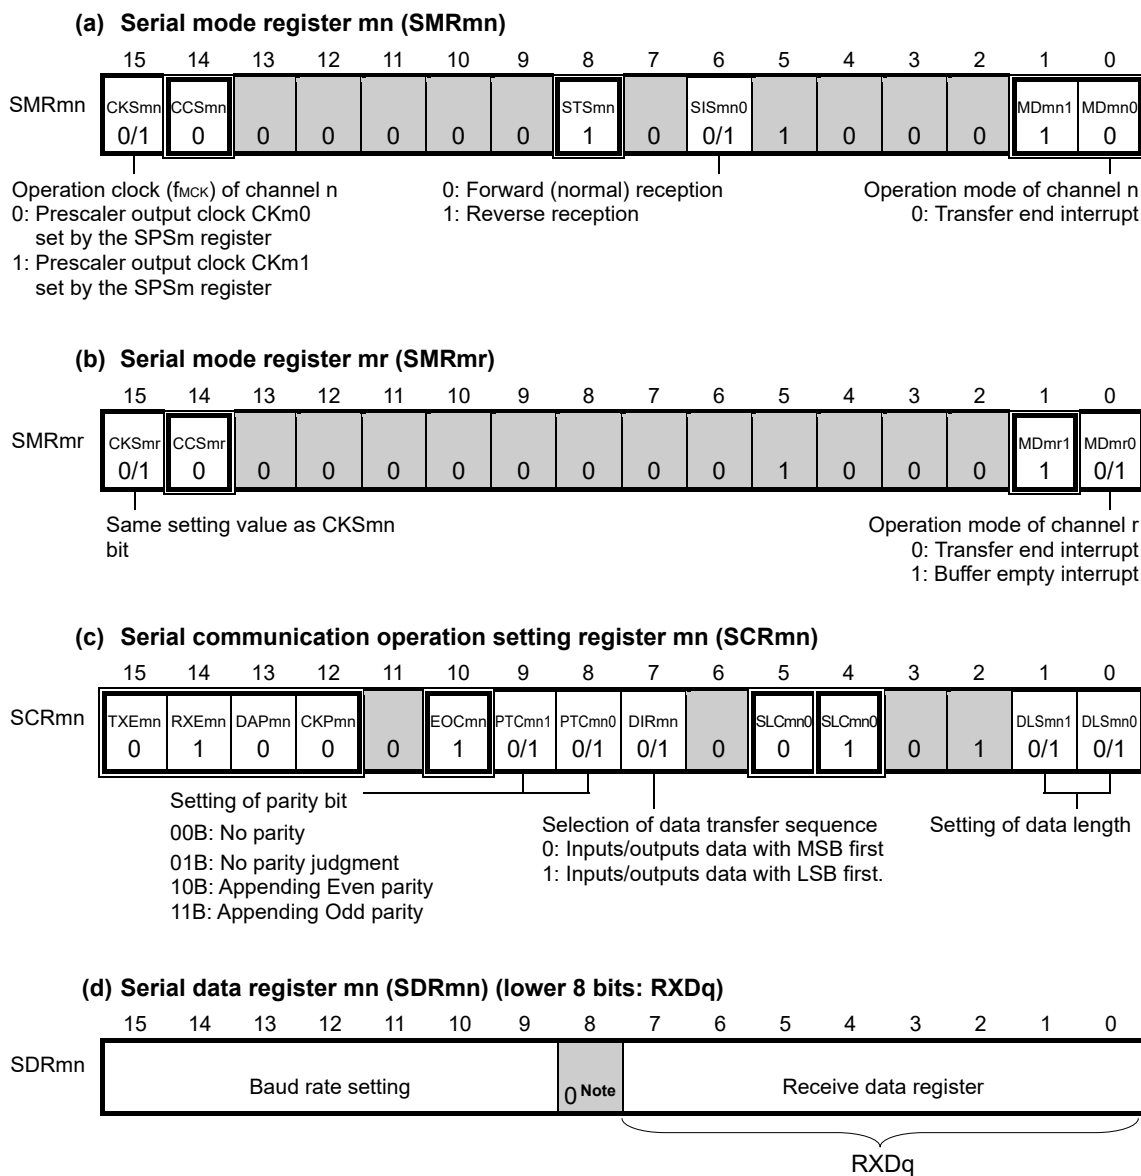 (a) Serial mode register mn (SMRmn)
15 14 13 12 11 10 9 8 7 6 5 4 3 2 1 0
SMRmn CKSmn CCSmn STSmn SISmn0 MDmn1 MDmn0
0/1 0 0 0 0 0 0 1 0 0/1 1 0 0 0 1 0
Operation clock (fMCK) of channel n
0: Prescaler output clock CKm0
set by the SPSm register
1: Prescaler output clock CKm1
set by the SPSm register
0: Forward (normal) reception
1: Reverse reception
Operation mode of channel n
0: Transfer end interrupt
(b) Serial mode register mr (SMRmr)
15 14 13 12 11 10 9 8 7 6 5 4 3 2 1 0
SMRmr CKSmr CCSmr MDmr1 MDmr0
0/1 0 0 0 0 0 0 0 0 0 1 0 0 0 1 0/1
Same setting value as CKSmn
bit
Operation mode of channel r
0: Transfer end interrupt
1: Buffer empty interrupt
(c) Serial communication operation setting register mn (SCRmn)
15 14 13 12 11 10 9 8 7 6 5 4 3 2 1 0
SCRmn TXEmn RXEmn DAPmn CKPmn EOCmn PTCmn1 PTCmn0 DIRmn SLCmn0 SLCmn0 DLSmn1 DLSmn0
0 1 0 0 0 1 0/1 0/1 0/1 0 0 1 0 1 0/1 0/1
Setting of parity bit
00B: No parity
01B: No parity judgment
10B: Appending Even parity
11B: Appending Odd parity
Selection of data transfer sequence
0: Inputs/outputs data with MSB first
1: Inputs/outputs data with LSB first.
Setting of data length
(d) Serial data register mn (SDRmn) (lower 8 bits: RXDq)
15 14 13 12 11 10 9 8 7 6 5 4 3 2 1 0
SDRmn Baud rate setting 0 Note Receive data register
RXDq